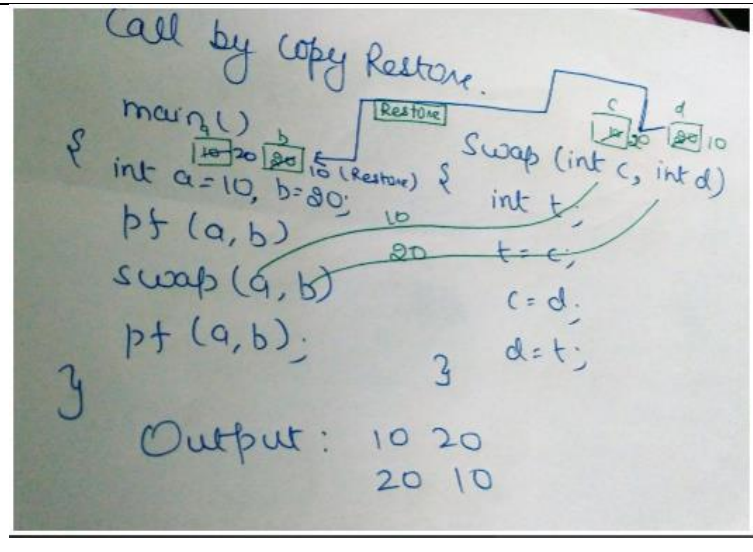 Call by Copy Restore.
Restore
main()
a b
10 20 20 10 (Restore)
{
int a=10, b=20;
pf (a,b)
swap (a,b)
pf (a,b);
}
10
20
c d
10 20 20 10
Swap (int c, int d)
{
int t;
t = c;
c = d;
d = t;
}
Output : 10 20
20 10